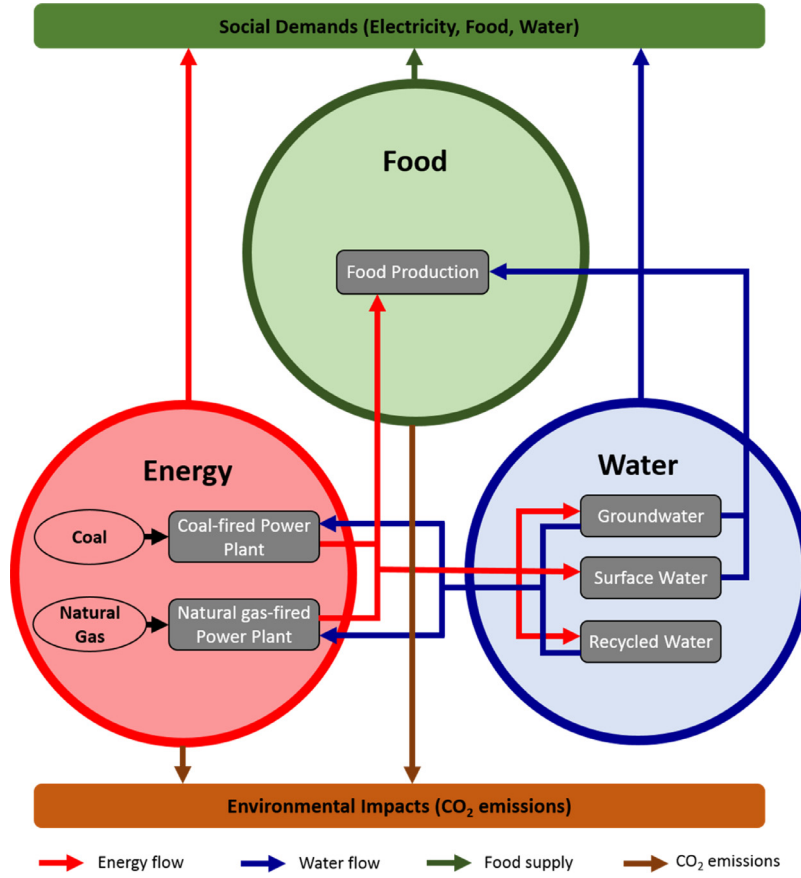 Social Demands (Electricity, Food, Water)
Food
Food Production
Energy
Water
Coal
Coal-fired Power
Plant
Groundwater
Surface Water
Natural
Gas
Natural gas-fired
Power Plant
Recycled Water
Environmental Impacts (CO₂ emissions)
Energy flow
Water flow
Food supply
CO₂ emissions